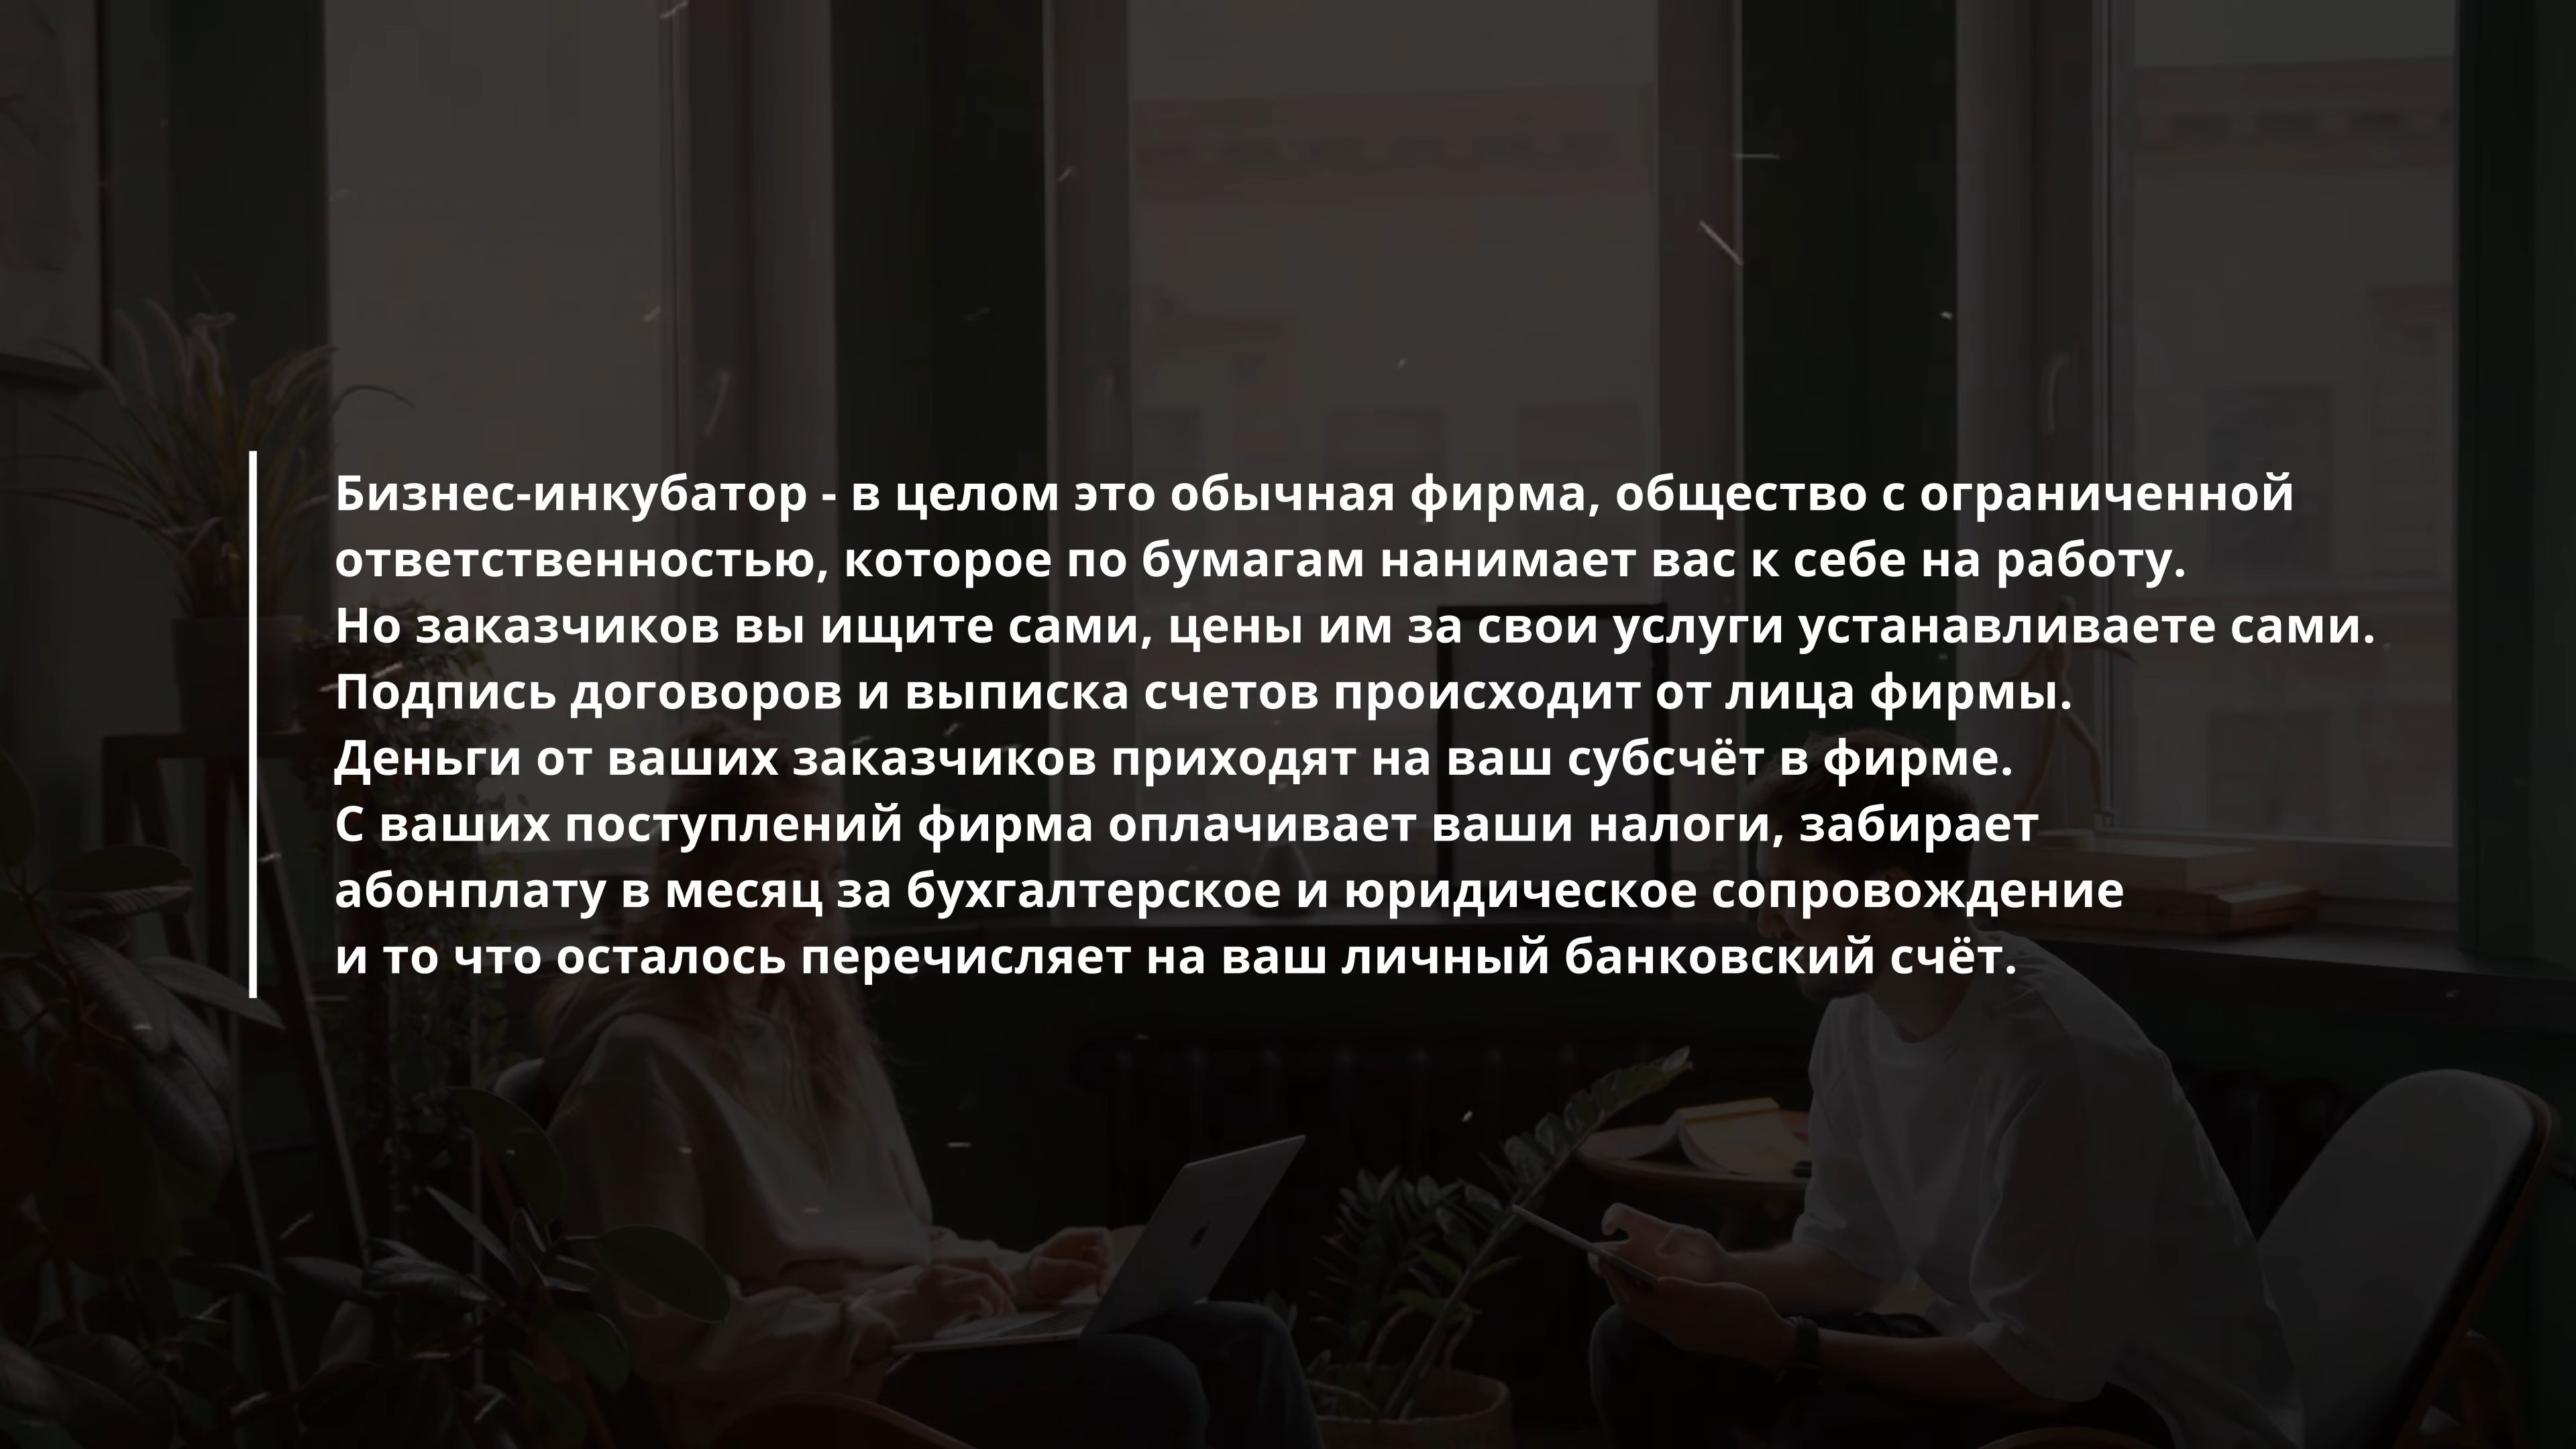 Бизнес-инкубатор - в целом это обычная фирма, общество с ограниченной
ответственностью, которое по бумагам нанимает вас к себе на работу.
Но заказчиков вы ищите сами, цены им за свои услуги устанавливаете сами.
Подпись договоров и выписка счетов происходит от лица фирмы.
Деньги от ваших заказчиков приходят на ваш субсчёт в фирме.
С ваших поступлений фирма оплачивает ваши налоги, забирает
абонплату в месяц за бухгалтерское и юридическое сопровождение
и то что осталось перечисляет на ваш личный банковский счёт.